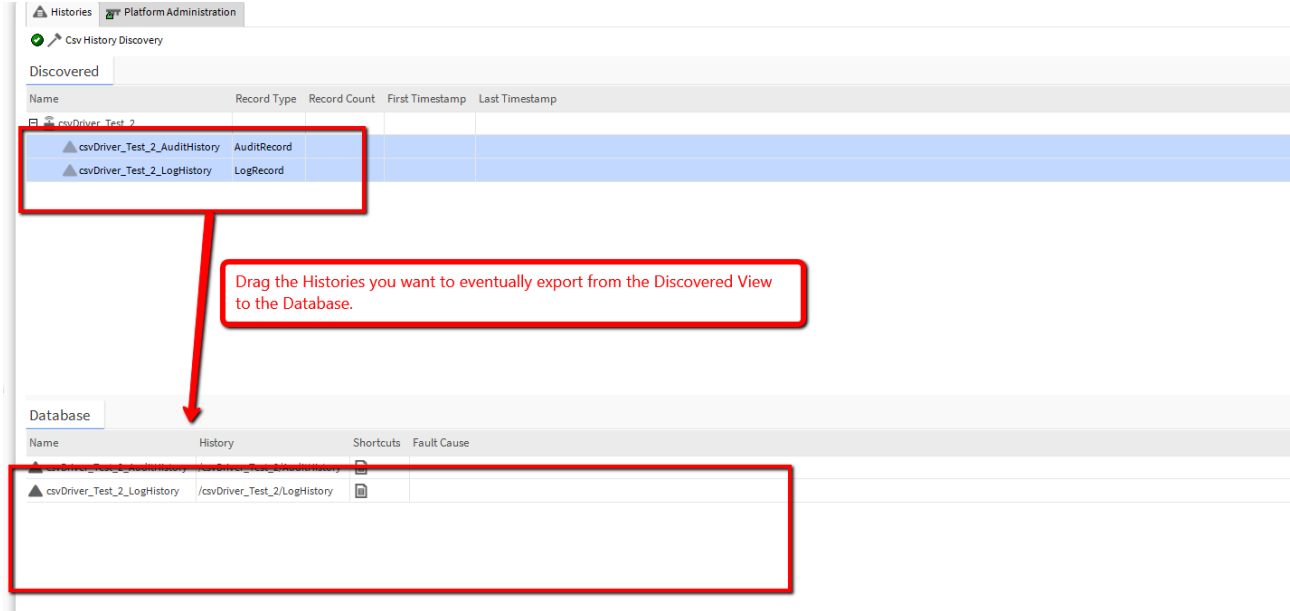 Histories Platform Administration
Csv History Discovery
Discovered
Name Record Type Record Count First Timestamp Last Timestamp
csvDriver_Test_2
csvDriver_Test_2_AuditHistory AuditRecord
csvDriver_Test_2_LogHistory LogRecord
Drag the Histories you want to eventually export from the Discovered View
to the Database.
Database
Name History Shortcuts Fault Cause
csvDriver_Test_2_AuditHistory /csvDriver_Test_2/AuditHistory
csvDriver_Test_2_LogHistory /csvDriver_Test_2/LogHistory